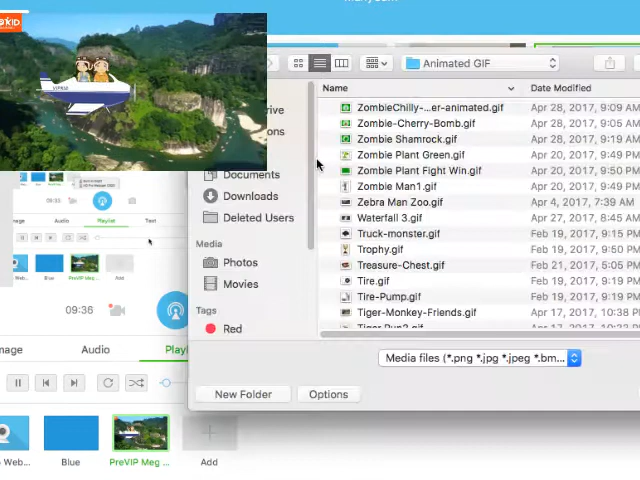 Animated GIF
Name
Date Modified
ZombieChilly-...er-animated.gif Apr 28, 2017, 9:09 AM
Zombie-Cherry-Bomb.gif Apr 28, 2017, 9:05 AM
Zombie Shamrock.gif Apr 28, 2017, 9:19 AM
Zombie Plant Green.gif Apr 20, 2017, 9:49 PM
Zombie Plant Fight Win.gif Apr 20, 2017, 9:50 PM
Zombie Man1.gif Apr 20, 2017, 9:49 PM
Zebra Man Zoo.gif Apr 4, 2017, 7:39 AM
Waterfall 3.gif Apr 27, 2017, 8:45
Truck-monster.gif Feb 19, 2017, 9:15
Trophy.gif Feb 19, 2017, 9:50
Treasure-Chest.gif Feb 21, 2017, 5:05
Tire.gif Feb 19, 2017, 9:19 PM
Tire-Pump.gif Feb 19, 2017, 9:19 PM
Tiger-Monkey-Friends.gif Apr 17, 2017, 10:38
Documents
Downloads
Deleted Users
Media
Photos
Movies
Tags
Red
Media files (*.png *.jpg *.jpeg *.bm...
New Folder
Options
Audio
Playlist
Text
Blue
PreVIP Meg ...
Add
09:36
Audio
Blue
PreVIP Meg ...
Add